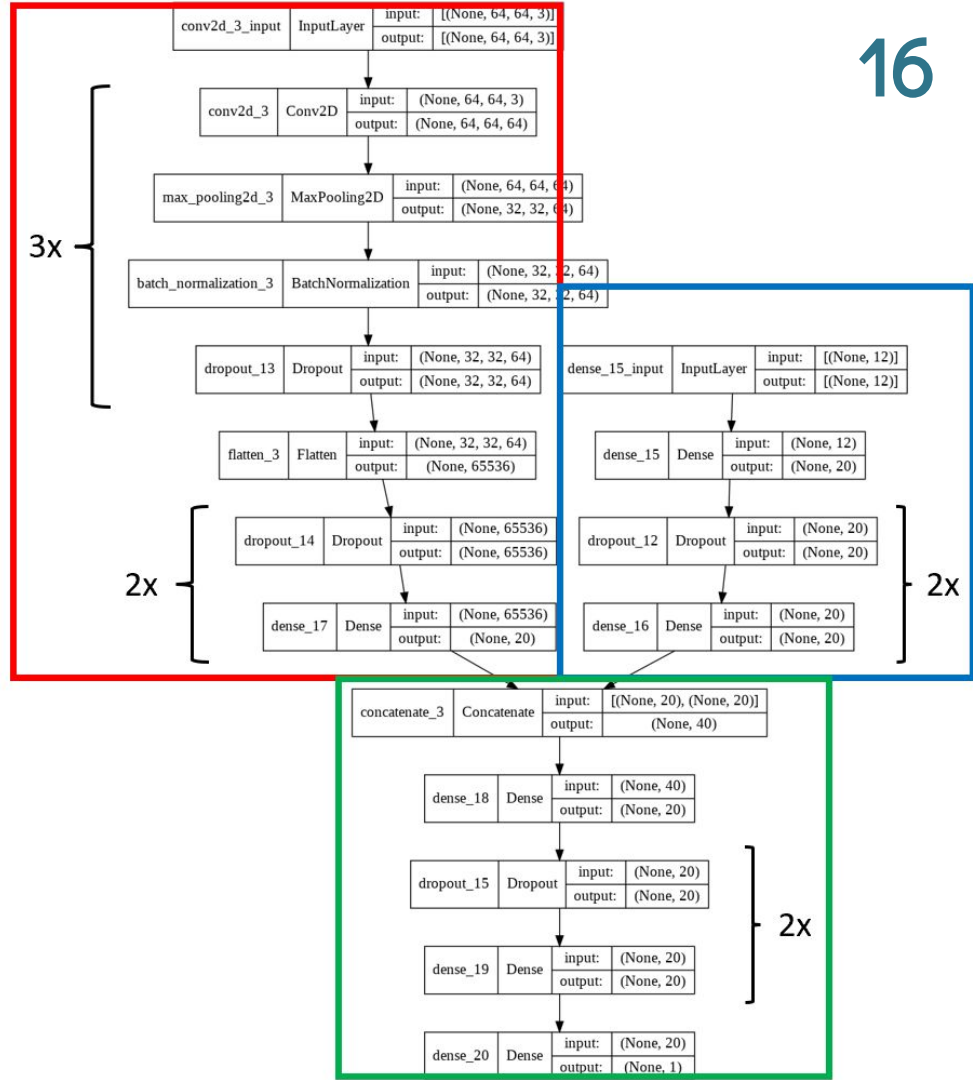 16
conv2d_3_input InputLayer input: [(None, 64, 64, 3)]
output: [(None, 64, 64, 3)]
conv2d_3 Conv2D input: (None, 64, 64, 3)
output: (None, 64, 64, 64)
max_pooling2d_3 MaxPooling2D input: (None, 64, 64, 64)
output: (None, 32, 32, 64)
3x
batch_normalization_3 BatchNormalization input: (None, 32, 32, 64)
output: (None, 32, 32, 64)
dropout_13 Dropout input: (None, 32, 32, 64)
output: (None, 32, 32, 64)
flatten_3 Flatten input: (None, 32, 32, 64)
output: (None, 65536)
dropout_14 Dropout input: (None, 65536)
output: (None, 65536)
2x
dense_17 Dense input: (None, 65536)
output: (None, 20)
dense_15_input InputLayer input: [(None, 12)]
output: [(None, 12)]
dense_15 Dense input: (None, 12)
output: (None, 20)
dropout_12 Dropout input: (None, 20)
output: (None, 20)
2x
dense_16 Dense input: (None, 20)
output: (None, 20)
concatenate_3 Concatenate input: [(None, 20), (None, 20)]
output: (None, 40)
dense_18 Dense input: (None, 40)
output: (None, 20)
dropout_15 Dropout input: (None, 20)
output: (None, 20)
2x
dense_19 Dense input: (None, 20)
output: (None, 20)
dense_20 Dense input: (None, 20)
output: (None, 1)